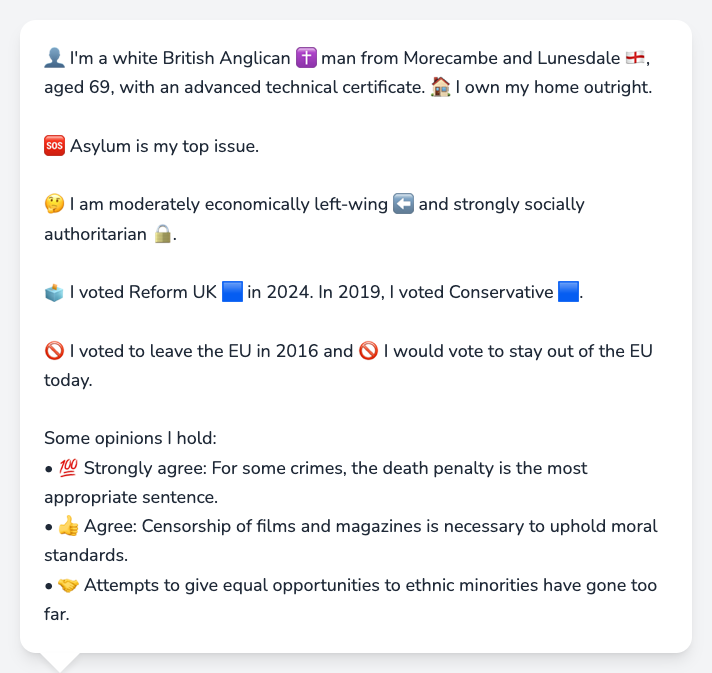 👤 I'm a white British Anglican ✝️ man from Morecambe and Lunesdale 🏴󠁧󠁢󠁥󠁮󠁧󠁿,
aged 69, with an advanced technical certificate. 🏠 I own my home outright.
🆘 Asylum is my top issue.
🤔 I am moderately economically left-wing ⬅️ and strongly socially
authoritarian 🔒.
🗳️ I voted Reform UK 🟦 in 2024. In 2019, I voted Conservative 🟦.
🚫 I voted to leave the EU in 2016 and 🚫 I would vote to stay out of the EU
today.
Some opinions I hold:
• 💯 Strongly agree: For some crimes, the death penalty is the most
appropriate sentence.
• 👍 Agree: Censorship of films and magazines is necessary to uphold moral
standards.
• 🤝 Attempts to give equal opportunities to ethnic minorities have gone too
far.